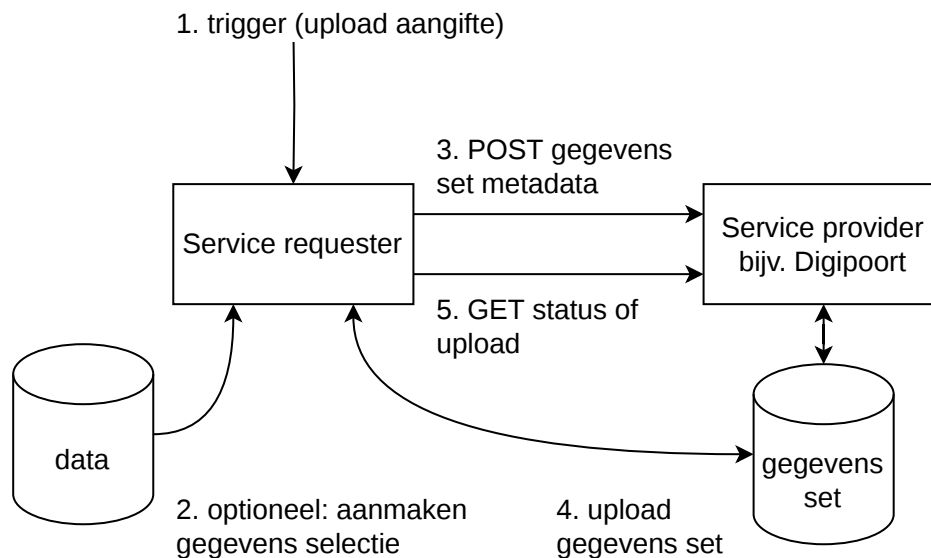 1. trigger (upload aangifte)
3. POST gegevens
set metadata
Service requester
Service provider
bijv. Digipoort
5. GET status of
upload
data
gegevens
set
2. optioneel: aanmaken
gegevens selectie
4. upload
gegevens set